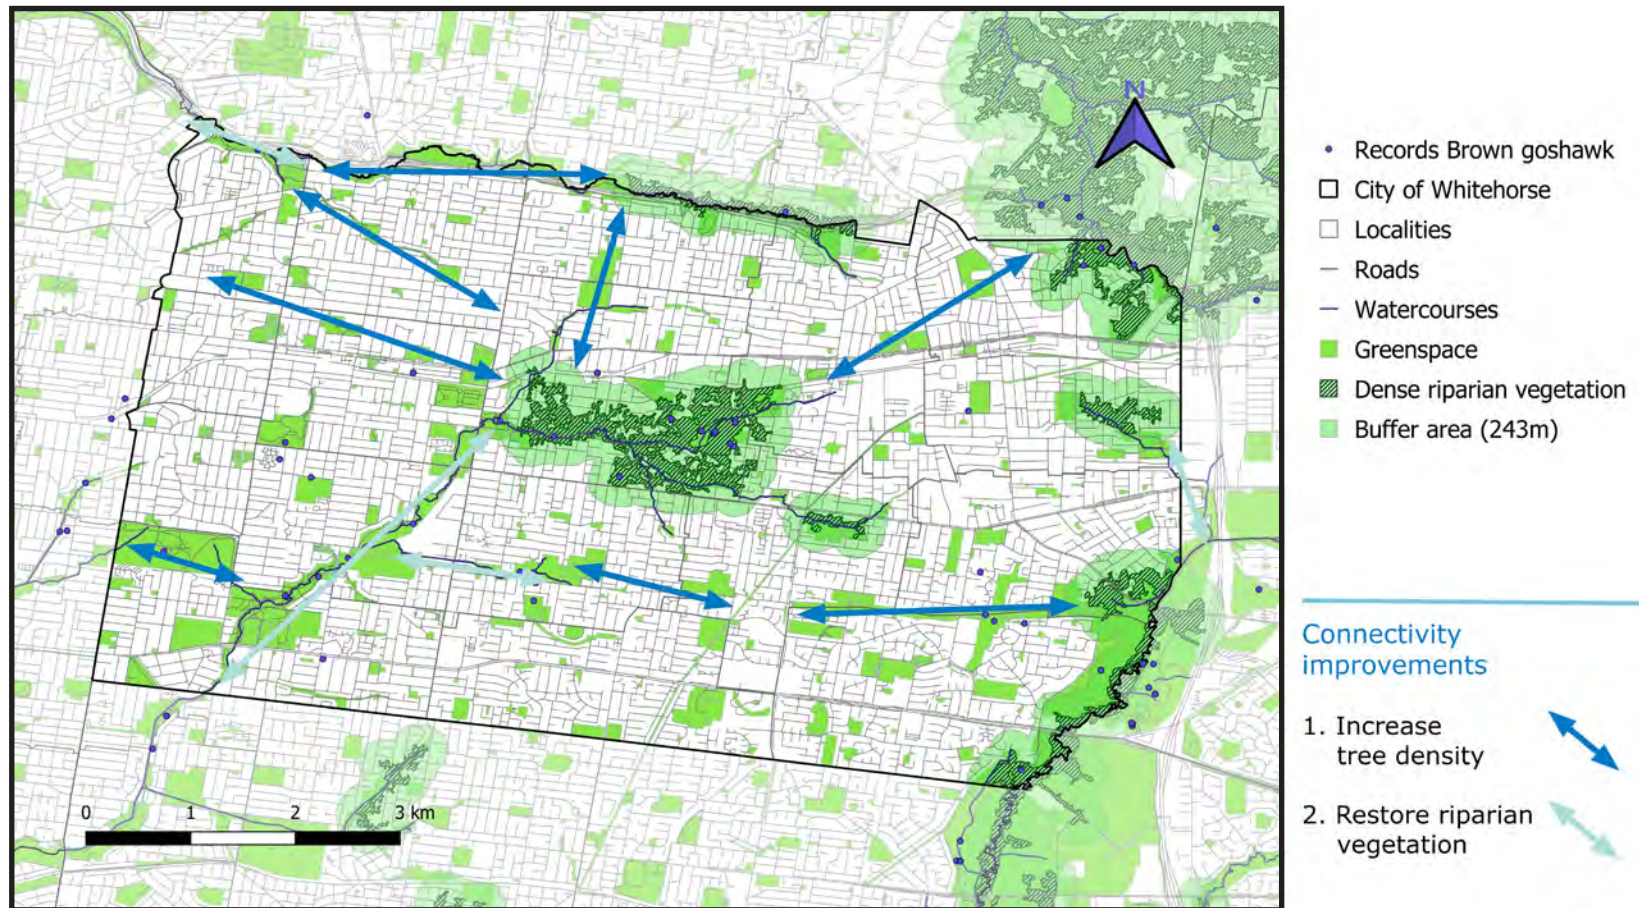 N
0 1 2 3 km
Records Brown goshawk
City of Whitehorse
Localities
Roads
Watercourses
Greenspace
Dense riparian vegetation
Buffer area (243m)
Connectivity
improvements
1. Increase
tree density
2. Restore riparian
vegetation